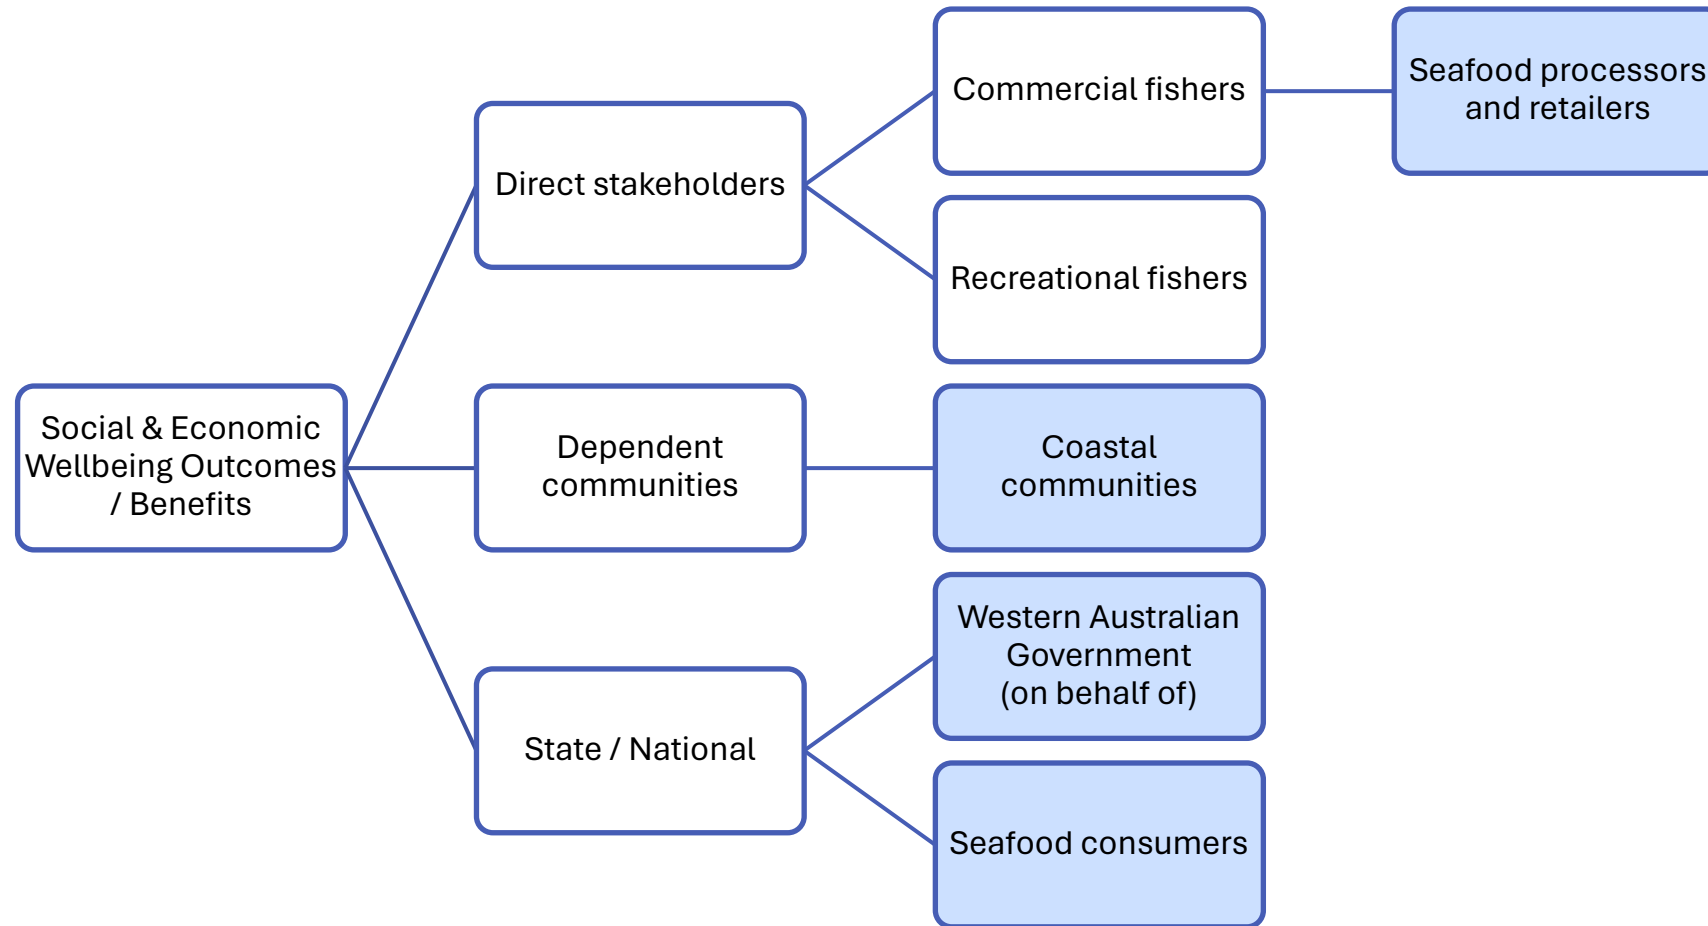 Social & Economic
Wellbeing Outcomes
/ Benefits
Direct stakeholders
Commercial fishers
Seafood processors
and retailers
Recreational fishers
Dependent
communities
Coastal
communities
State / National
Western Australian
Government
(on behalf of)
Seafood consumers